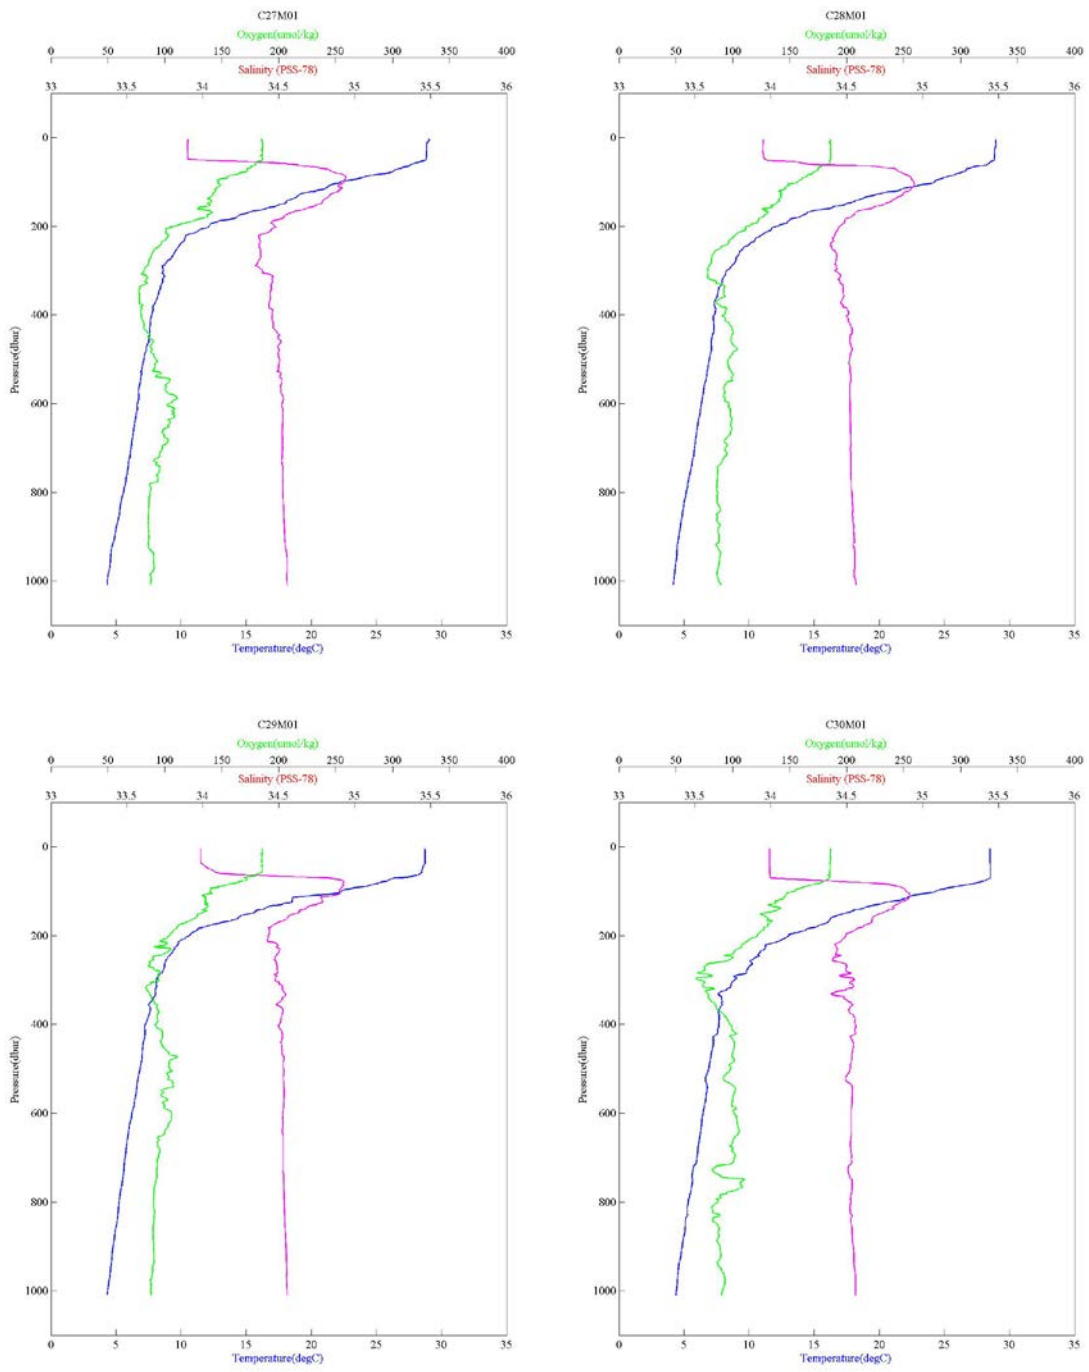 C27M01
Oxygen(umol/kg)
0 50 100 150 200 250 300 350 400
Salinity (PSS-78)
33 33.5 34 34.5 35 35.5 36
0
200
400
600
800
1000
Pressure(dbar)
0 5 10 15 20 25 30 35
Temperature(degC)
C28M01
Oxygen(umol/kg)
0 50 100 150 200 250 300 350 400
Salinity (PSS-78)
33 33.5 34 34.5 35 35.5 36
0
200
400
600
800
1000
Pressure(dbar)
0 5 10 15 20 25 30 35
Temperature(degC)
C29M01
Oxygen(umol/kg)
0 50 100 150 200 250 300 350 400
Salinity (PSS-78)
33 33.5 34 34.5 35 35.5 36
0
200
400
600
800
1000
Pressure(dbar)
0 5 10 15 20 25 30 35
Temperature(degC)
C30M01
Oxygen(umol/kg)
0 50 100 150 200 250 300 350 400
Salinity (PSS-78)
33 33.5 34 34.5 35 35.5 36
0
200
400
600
800
1000
Pressure(dbar)
0 5 10 15 20 25 30 35
Temperature(degC)